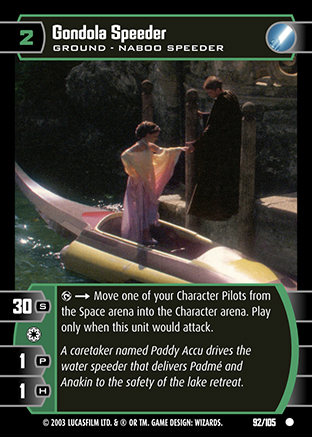 2
Gondola Speeder
GROUND - NABOO SPEEDER
30 S
→ Move one of your Character Pilots from
the Space arena into the Character arena. Play
only when this unit would attack.
1 P
A caretaker named Paddy Accu drives the
water speeder that delivers Padmé and
1 H
Anakin to the safety of the lake retreat.
© 2003 LUCASFILM LTD. & ® OR TM. GAME DESIGN: WIZARDS.
92/105